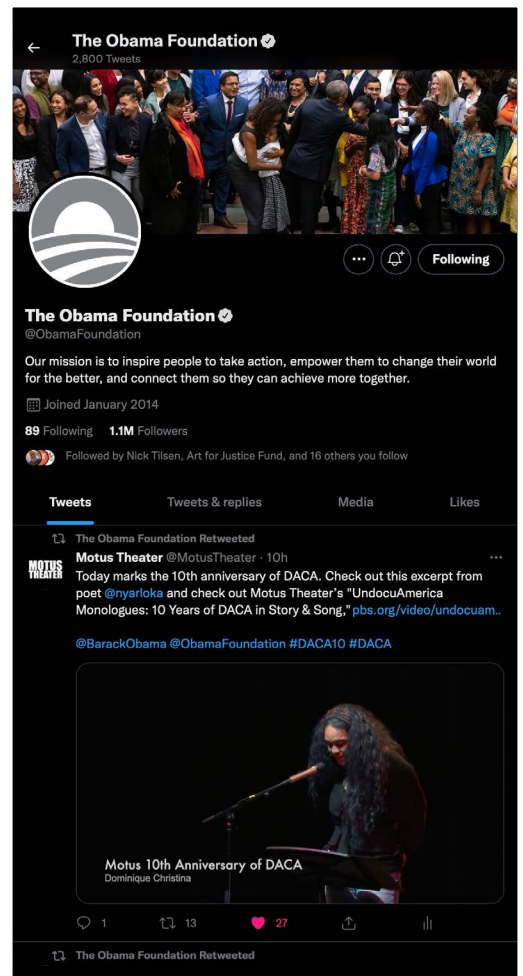 The Obama Foundation
2,800 Tweets
Following
The Obama Foundation
@ObamaFoundation
Our mission is to inspire people to take action, empower them to change their world
for the better, and connect them so they can achieve more together.
Joined January 2014
89 Following 1.1M Followers
Followed by Nick Tilsen, Art for Justice Fund, and 16 others you follow
Tweets Tweets & replies Media Likes
The Obama Foundation Retweeted
MOTUS
THEATER
Motus Theater @MotusTheater · 10h
Today marks the 10th anniversary of DACA. Check out this excerpt from
poet @nyarloka and check out Motus Theater's "UndocuAmerica
Monologues: 10 Years of DACA in Story & Song," pbs.org/video/undocuam..
@BarackObama @ObamaFoundation #DACA10 #DACA
Motus 10th Anniversary of DACA
Dominique Christina
1 13 27
The Obama Foundation Retweeted